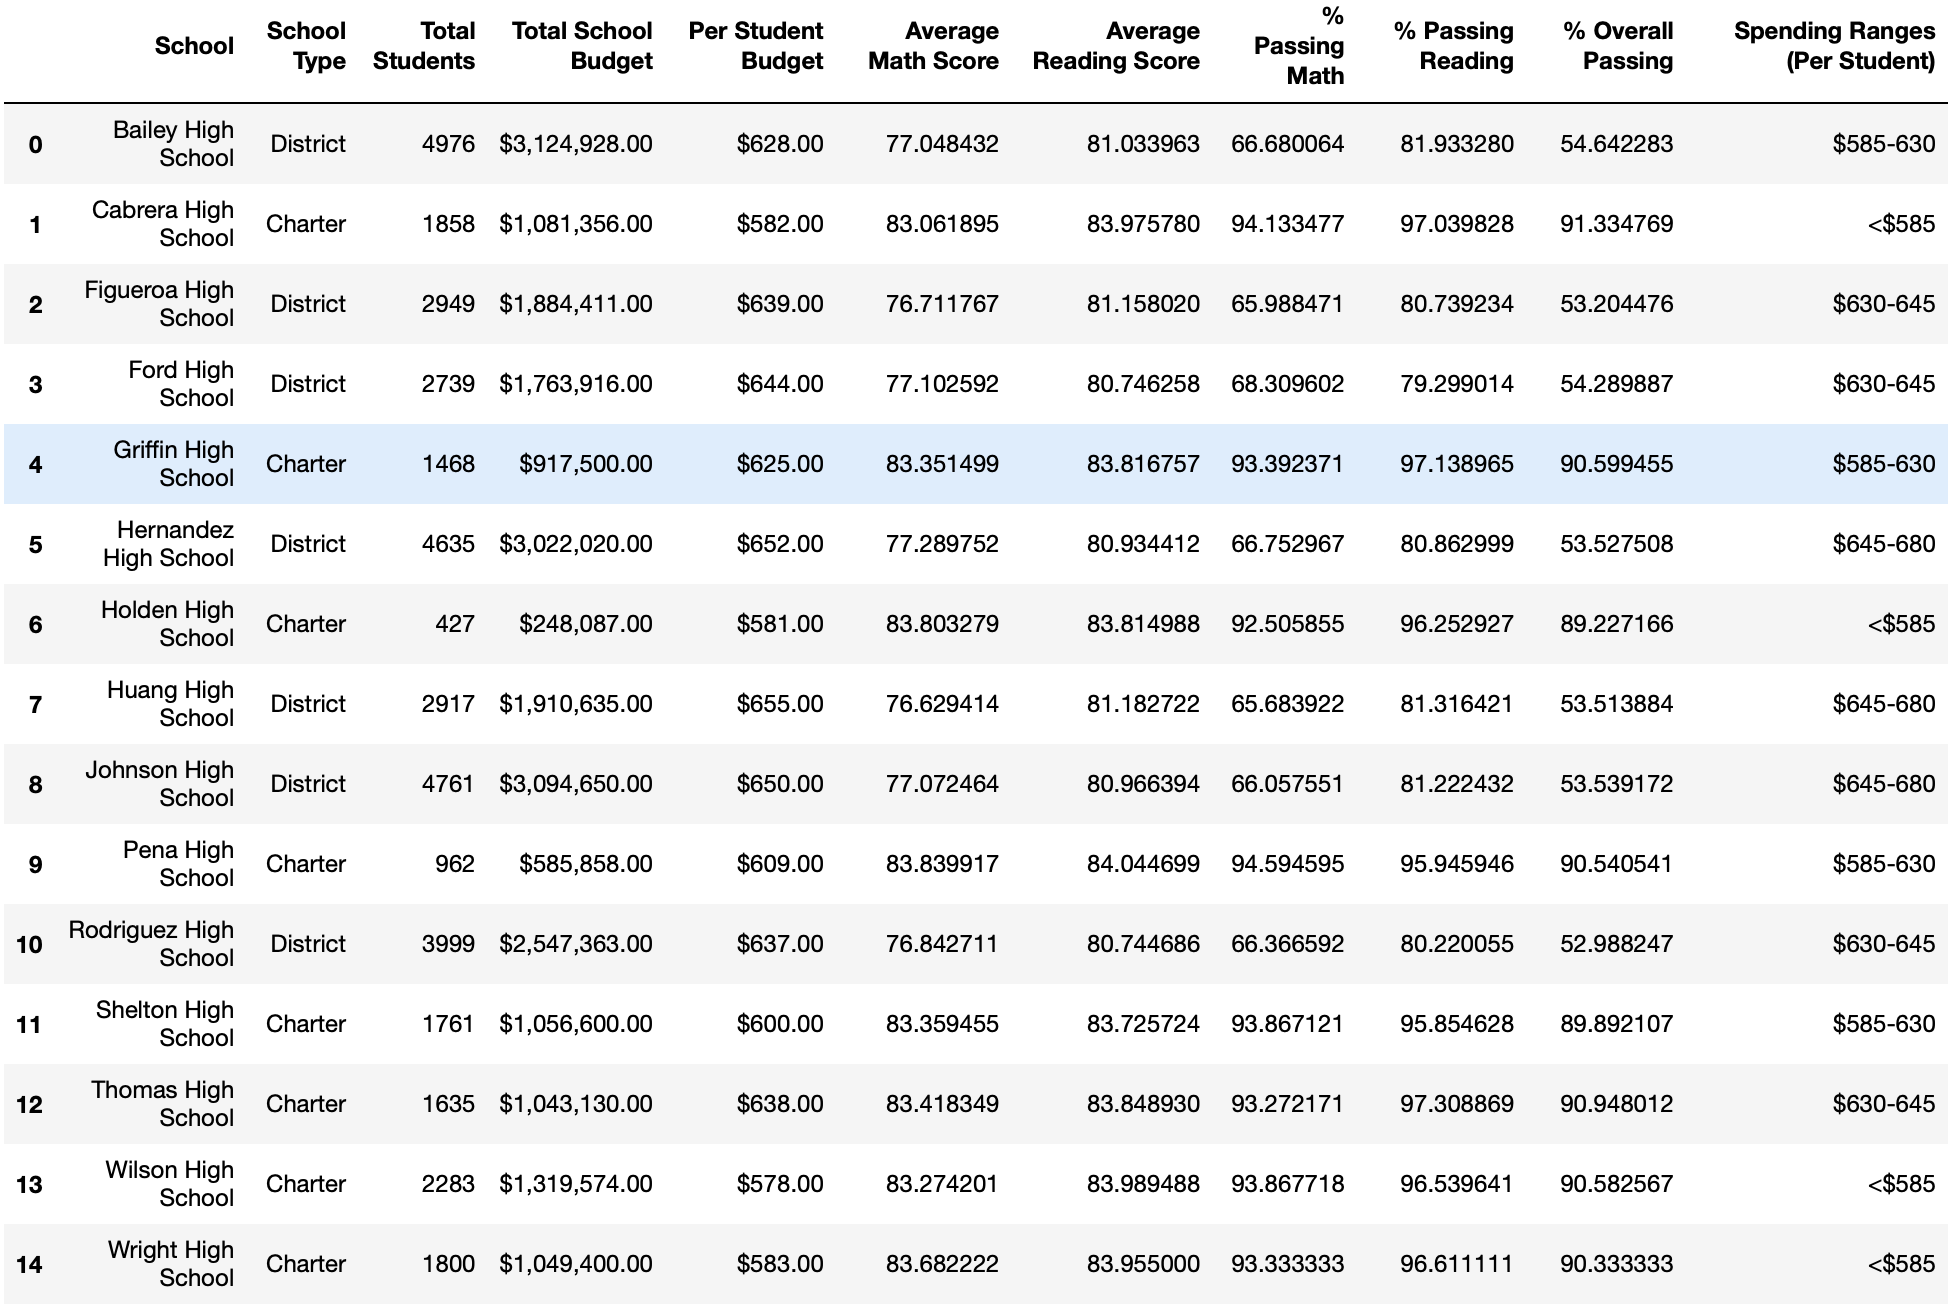 School School Type Total Students Total School Budget Per Student Budget Average Math Score Average Reading Score % Passing Math % Passing Reading % Overall Passing Spending Ranges (Per Student)
0 Bailey High School District 4976 $3,124,928.00 $628.00 77.048432 81.033963 66.680064 81.933280 54.642283 $585-630
1 Cabrera High School Charter 1858 $1,081,356.00 $582.00 83.061895 83.975780 94.133477 97.039828 91.334769 <$585
2 Figueroa High School District 2949 $1,884,411.00 $639.00 76.711767 81.158020 65.988471 80.739234 53.204476 $630-645
3 Ford High School District 2739 $1,763,916.00 $644.00 77.102592 80.746258 68.309602 79.299014 54.289887 $630-645
4 Griffin High School Charter 1468 $917,500.00 $625.00 83.351499 83.816757 93.392371 97.138965 90.599455 $585-630
5 Hernandez High School District 4635 $3,022,020.00 $652.00 77.289752 80.934412 66.752967 80.862999 53.527508 $645-680
6 Holden High School Charter 427 $248,087.00 $581.00 83.803279 83.814988 92.505855 96.252927 89.227166 <$585
7 Huang High School District 2917 $1,910,635.00 $655.00 76.629414 81.182722 65.683922 81.316421 53.513884 $645-680
8 Johnson High School District 4761 $3,094,650.00 $650.00 77.072464 80.966394 66.057551 81.222432 53.539172 $645-680
9 Pena High School Charter 962 $585,858.00 $609.00 83.839917 84.044699 94.594595 95.945946 90.540541 $585-630
10 Rodriguez High School District 3999 $2,547,363.00 $637.00 76.842711 80.744686 66.366592 80.220055 52.988247 $630-645
11 Shelton High School Charter 1761 $1,056,600.00 $600.00 83.359455 83.725724 93.867121 95.854628 89.892107 $585-630
12 Thomas High School Charter 1635 $1,043,130.00 $638.00 83.418349 83.848930 93.272171 97.308869 90.948012 $630-645
13 Wilson High School Charter 2283 $1,319,574.00 $578.00 83.274201 83.989488 93.867718 96.539641 90.582567 <$585
14 Wright High School Charter 1800 $1,049,400.00 $583.00 83.682222 83.955000 93.333333 96.611111 90.333333 <$585